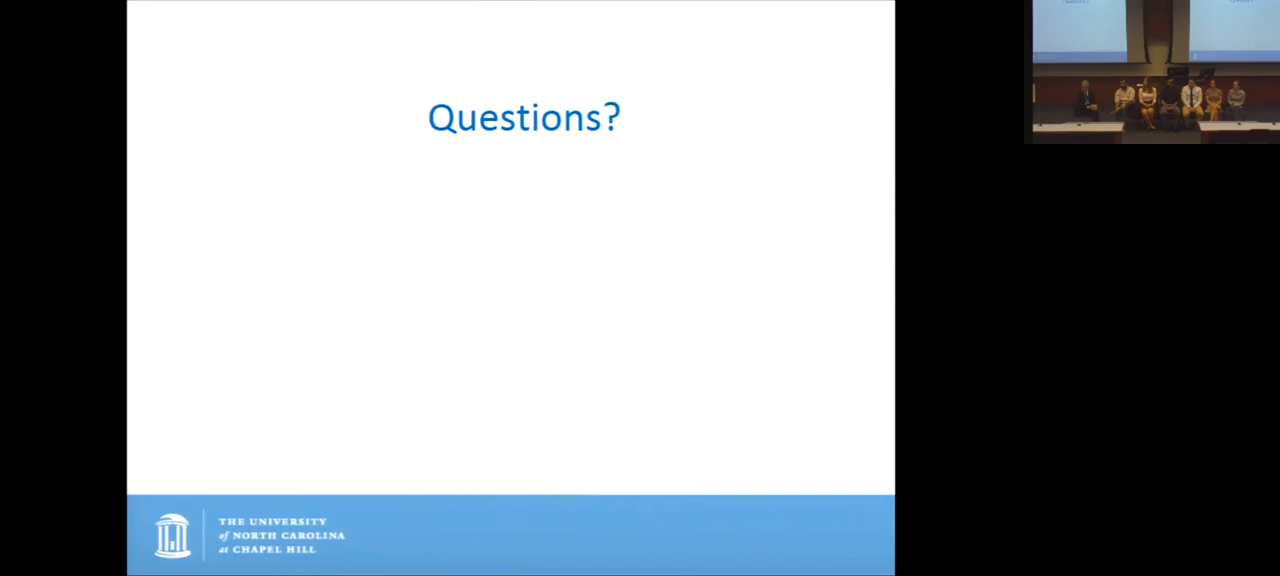 Questions?
THE UNIVERSITY
of NORTH CAROLINA
at CHAPEL HILL